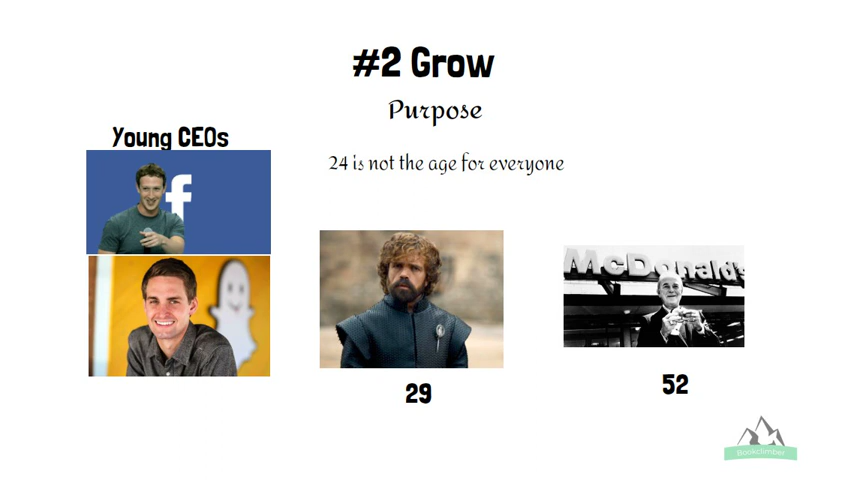 #2 Grow
Purpose
Young CEOs
24 is not the age for everyone
f
McDonald's
29
52
Bookclimber